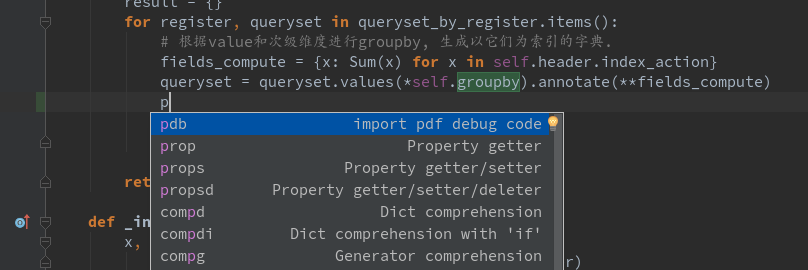 result = {}
for register, queryset in queryset_by_register.items():
# 根据value和次级维度进行groupby, 生成以它们为索引的字典.
fields_compute = {x: Sum(x) for x in self.header.index_action}
queryset = queryset.values(*self.groupby).annotate(**fields_compute)
p
pdb import pdf debug code
prop Property getter
props Property getter/setter
ret
propsd Property getter/setter/deleter
compd Dict comprehension
def _in
compdi Dict comprehension with 'if'
x,
compg Generator comprehension
r)